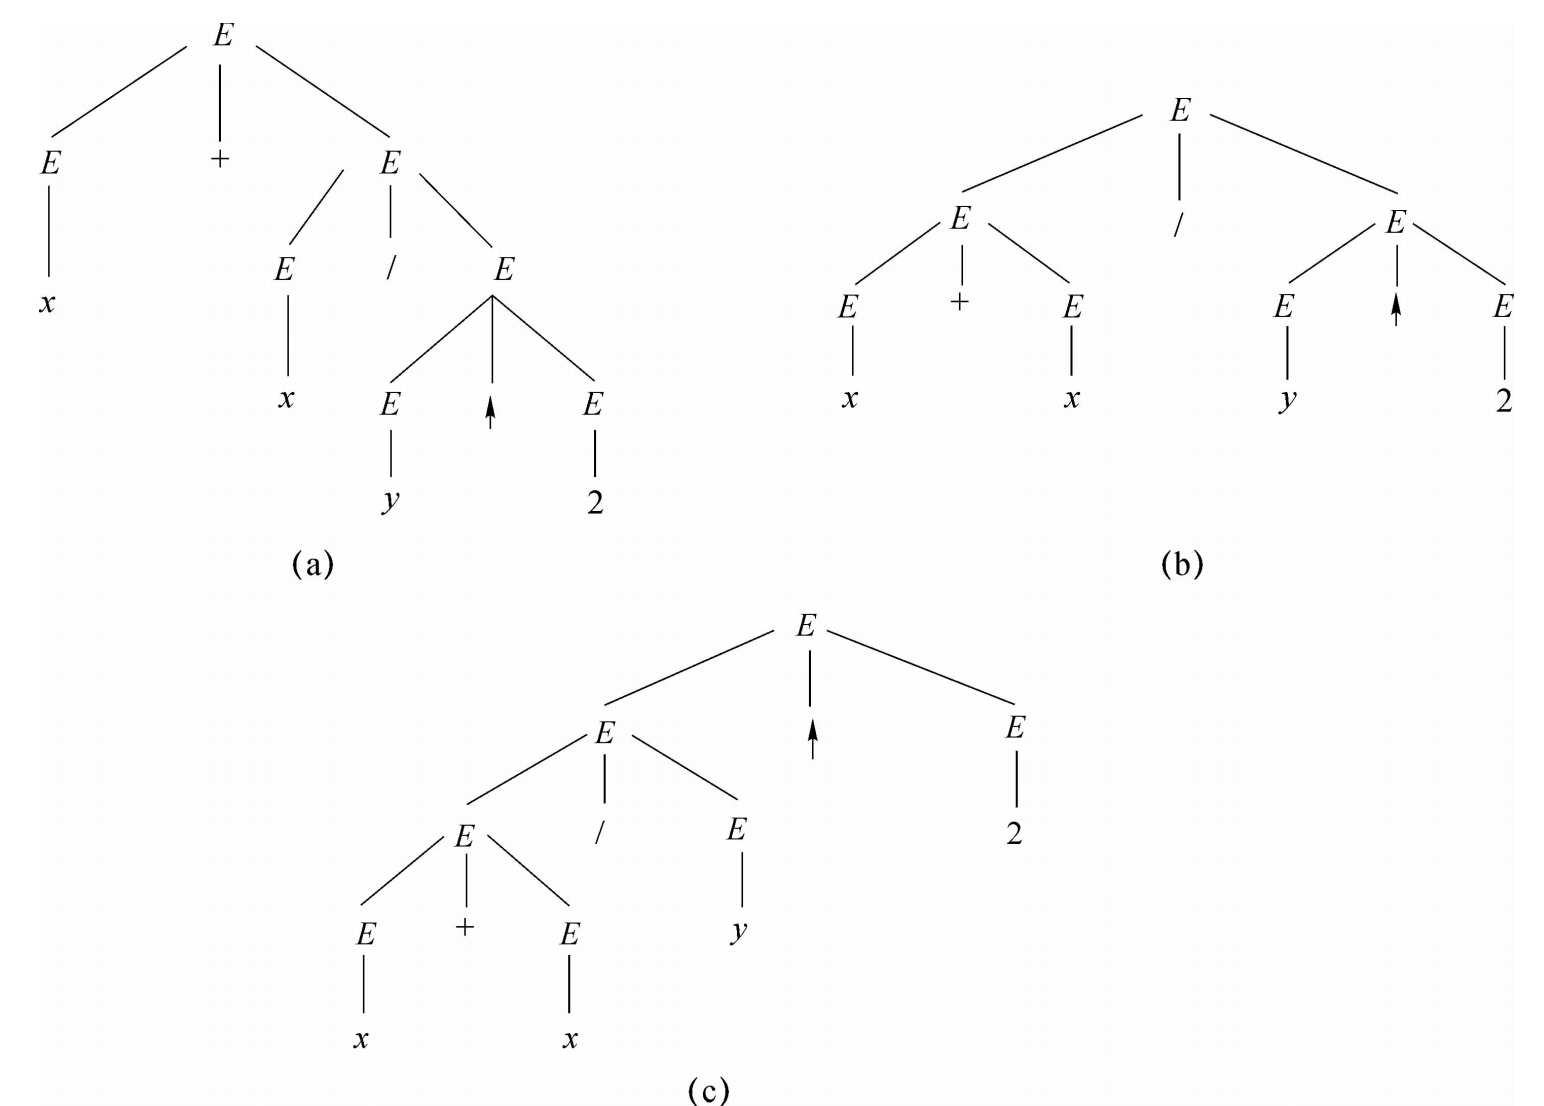 E
E + E
x
E / E
x
E ↑ E
y 2
(a)
E
E / E
E + E E ↑ E
x x y 2
(b)
E
E ↑ E
E / E 2
E + E y
x x
(c)